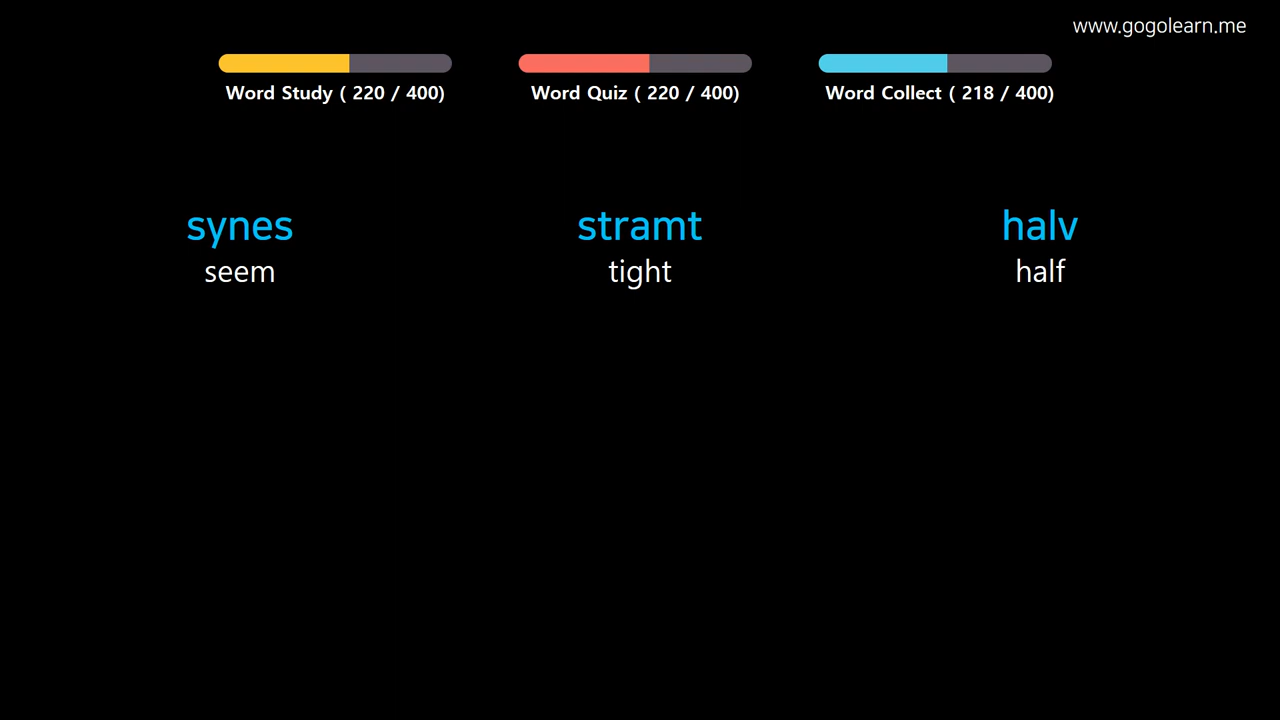 www.gogolearn.me
Word Study ( 220 / 400)
Word Quiz ( 220 / 400)
Word Collect ( 218 / 400)
synes
seem
stramt
tight
halv
half